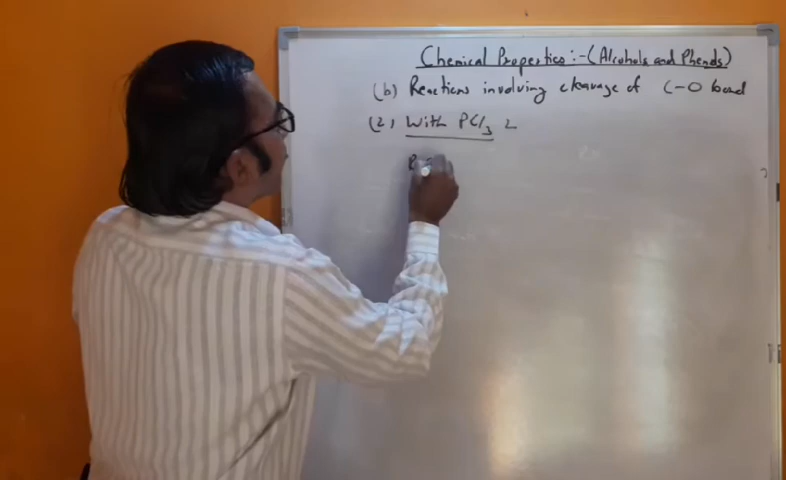 Chemical Properties:-(Alcohols and Phenols)
(b) Reactions involving cleavage of C-O bond
(2) With PCl3
R